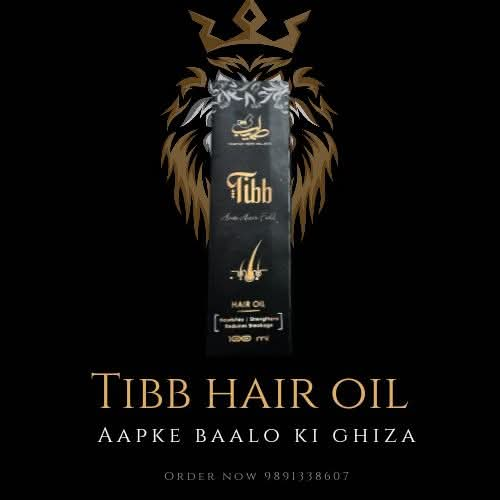 طب
Tibb
HAIR OIL
Nourishes | Strengthens
Reduces Breakage
100 ml
TIBB HAIR OIL
AAPKE BAALO KI GHIZA
ORDER NOW 9891338607